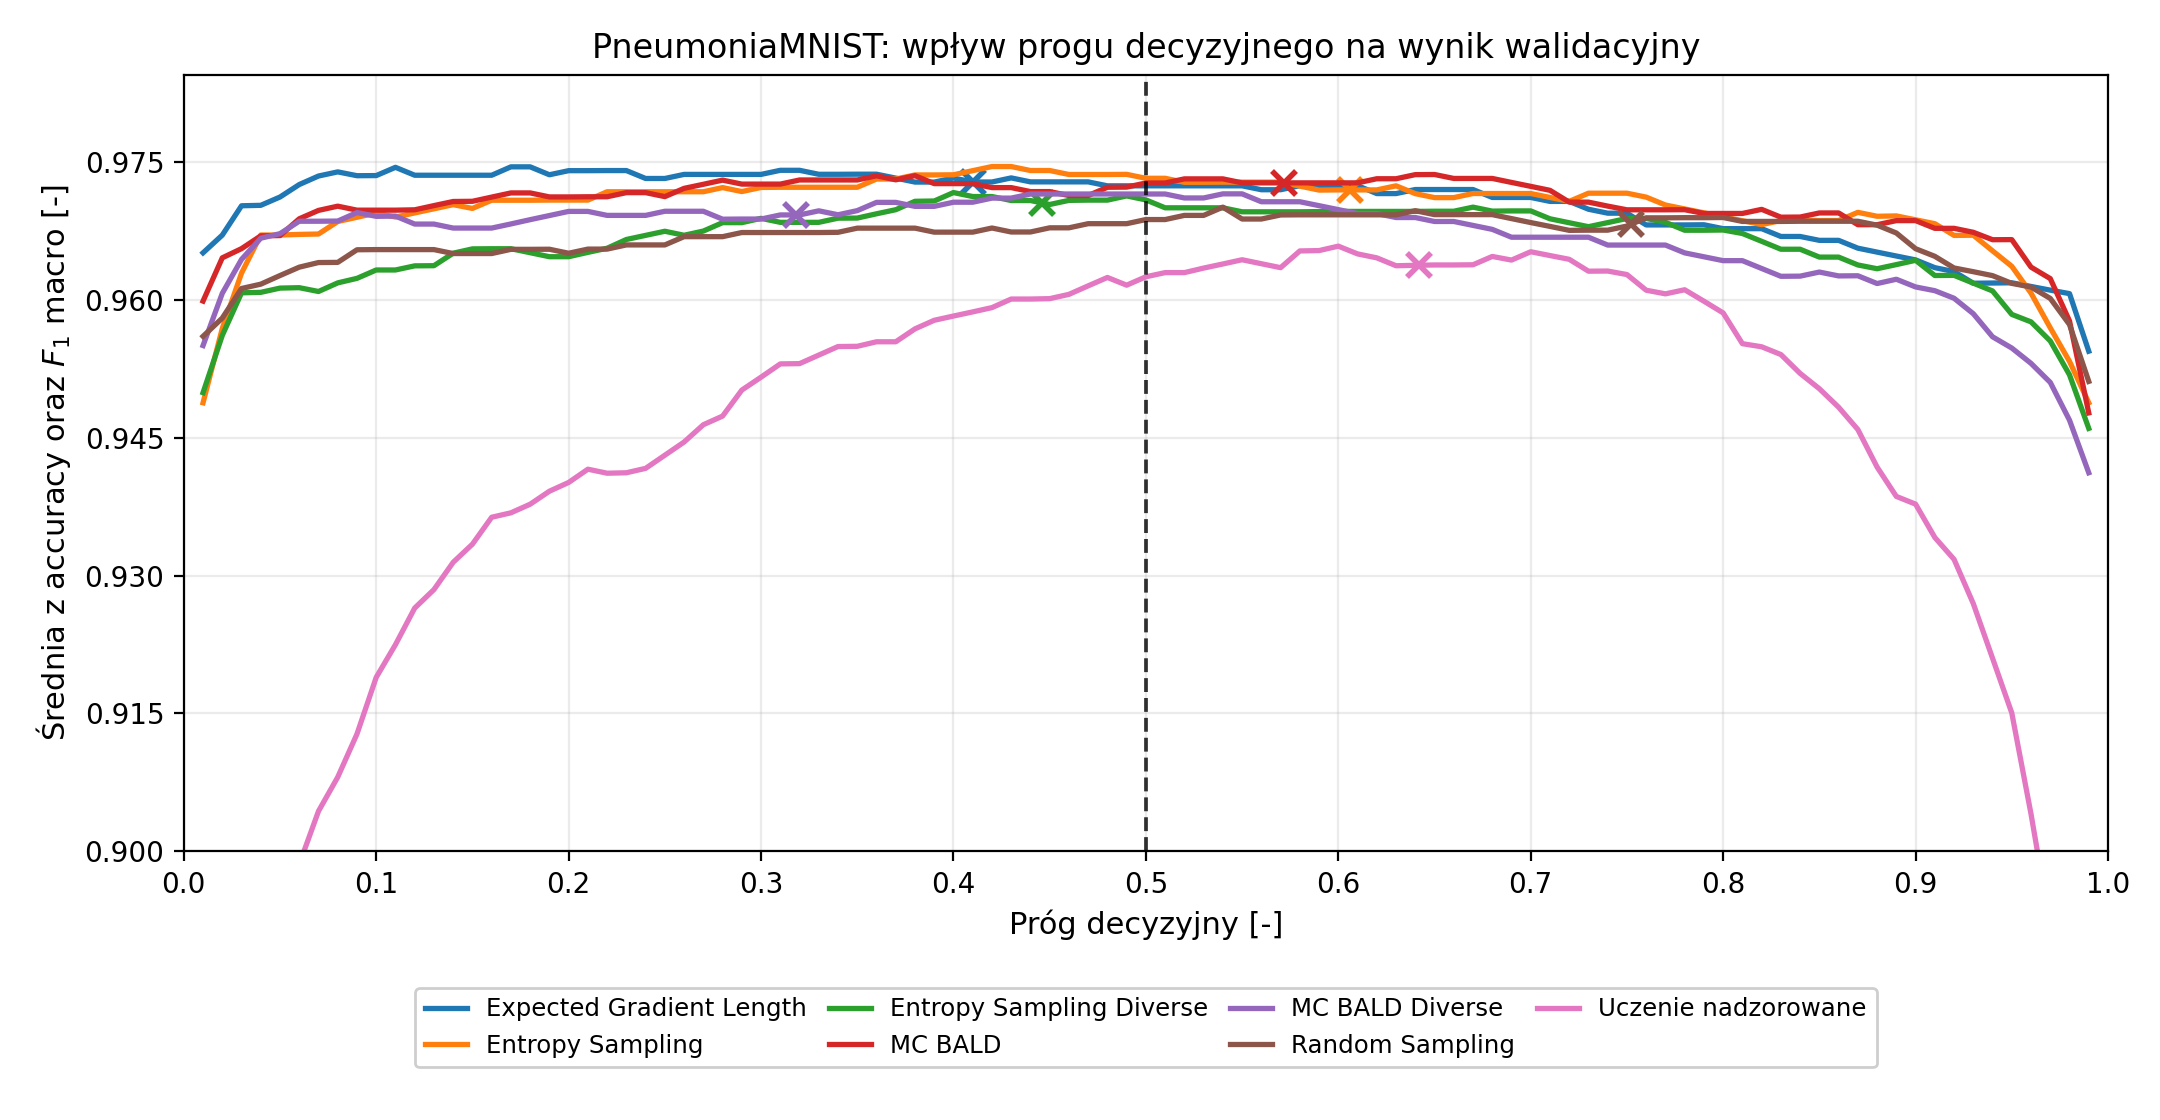 PneumoniaMNIST: wpływ progu decyzyjnego na wynik walidacyjny
Średnia z accuracy oraz F₁ macro [-]
0.975
0.960
0.945
0.930
0.915
0.900
0.0 0.1 0.2 0.3 0.4 0.5 0.6 0.7 0.8 0.9 1.0
Próg decyzyjny [-]
Expected Gradient Length Entropy Sampling Diverse MC BALD Diverse Uczenie nadzorowane
Entropy Sampling MC BALD Random Sampling